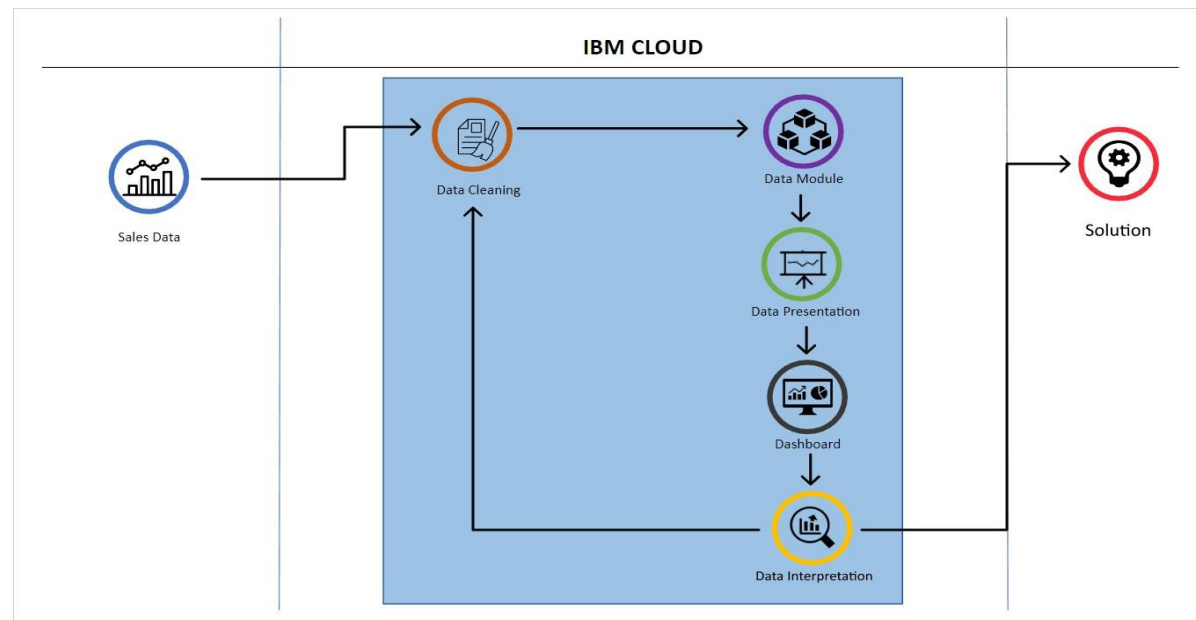 IBM CLOUD
Sales Data
Data Cleaning
Data Module
Data Presentation
Dashboard
Data Interpretation
Solution